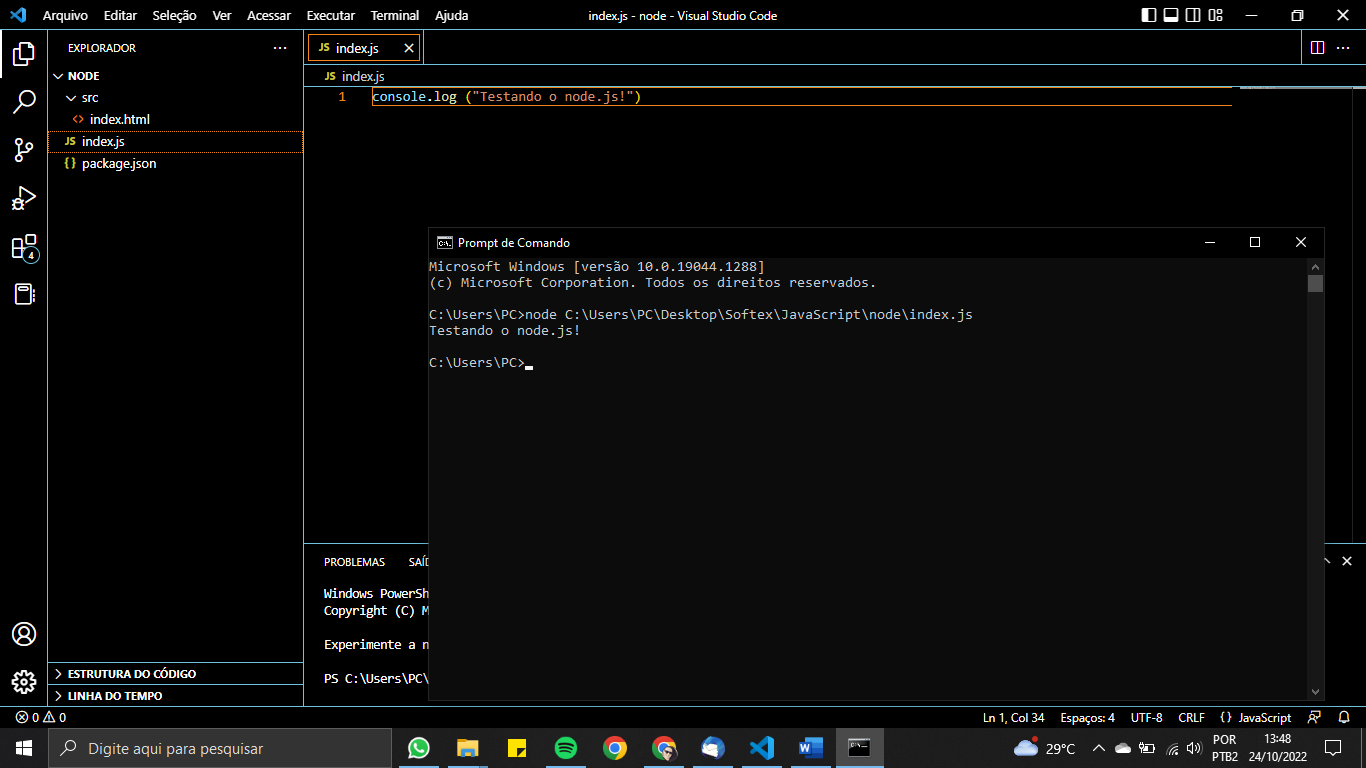 Arquivo Editar Seleção Ver Acessar Executar Terminal Ajuda
index.js - node - Visual Studio Code
EXPLORADOR
JS index.js
NODE
JS index.js
src
1 console.log ("Testando o node.js!")
index.html
JS index.js
{} package.json
Prompt de Comando
Microsoft Windows [versão 10.0.19044.1288]
(c) Microsoft Corporation. Todos os direitos reservados.
C:\Users\PC>node C:\Users\PC\Desktop\Softex\JavaScript\node\index.js
Testando o node.js!
C:\Users\PC>
4
PROBLEMAS SAÍD
Windows PowerSh
Copyright (C) M
Experimente a n
PS C:\Users\PC\
ESTRUTURA DO CÓDIGO
LINHA DO TEMPO
0 0
Ln 1, Col 34 Espaços: 4 UTF-8 CRLF {} JavaScript
Digite aqui para pesquisar
29°C
POR
PTB2
13:48
24/10/2022